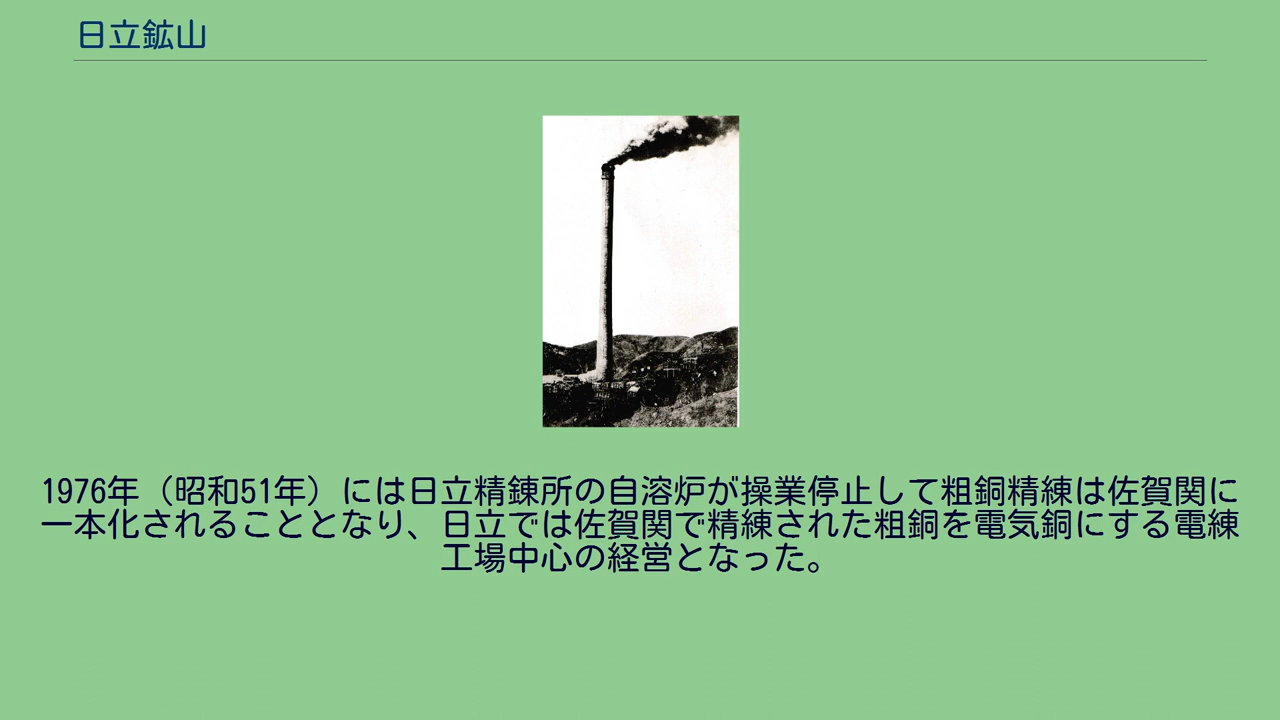 日立鉱山
1976年（昭和51年）には日立精錬所の自溶炉が操業停止して粗銅精練は佐賀関に
一本化されることとなり、日立では佐賀関で精練された粗銅を電気銅にする電練
工場中心の経営となった。